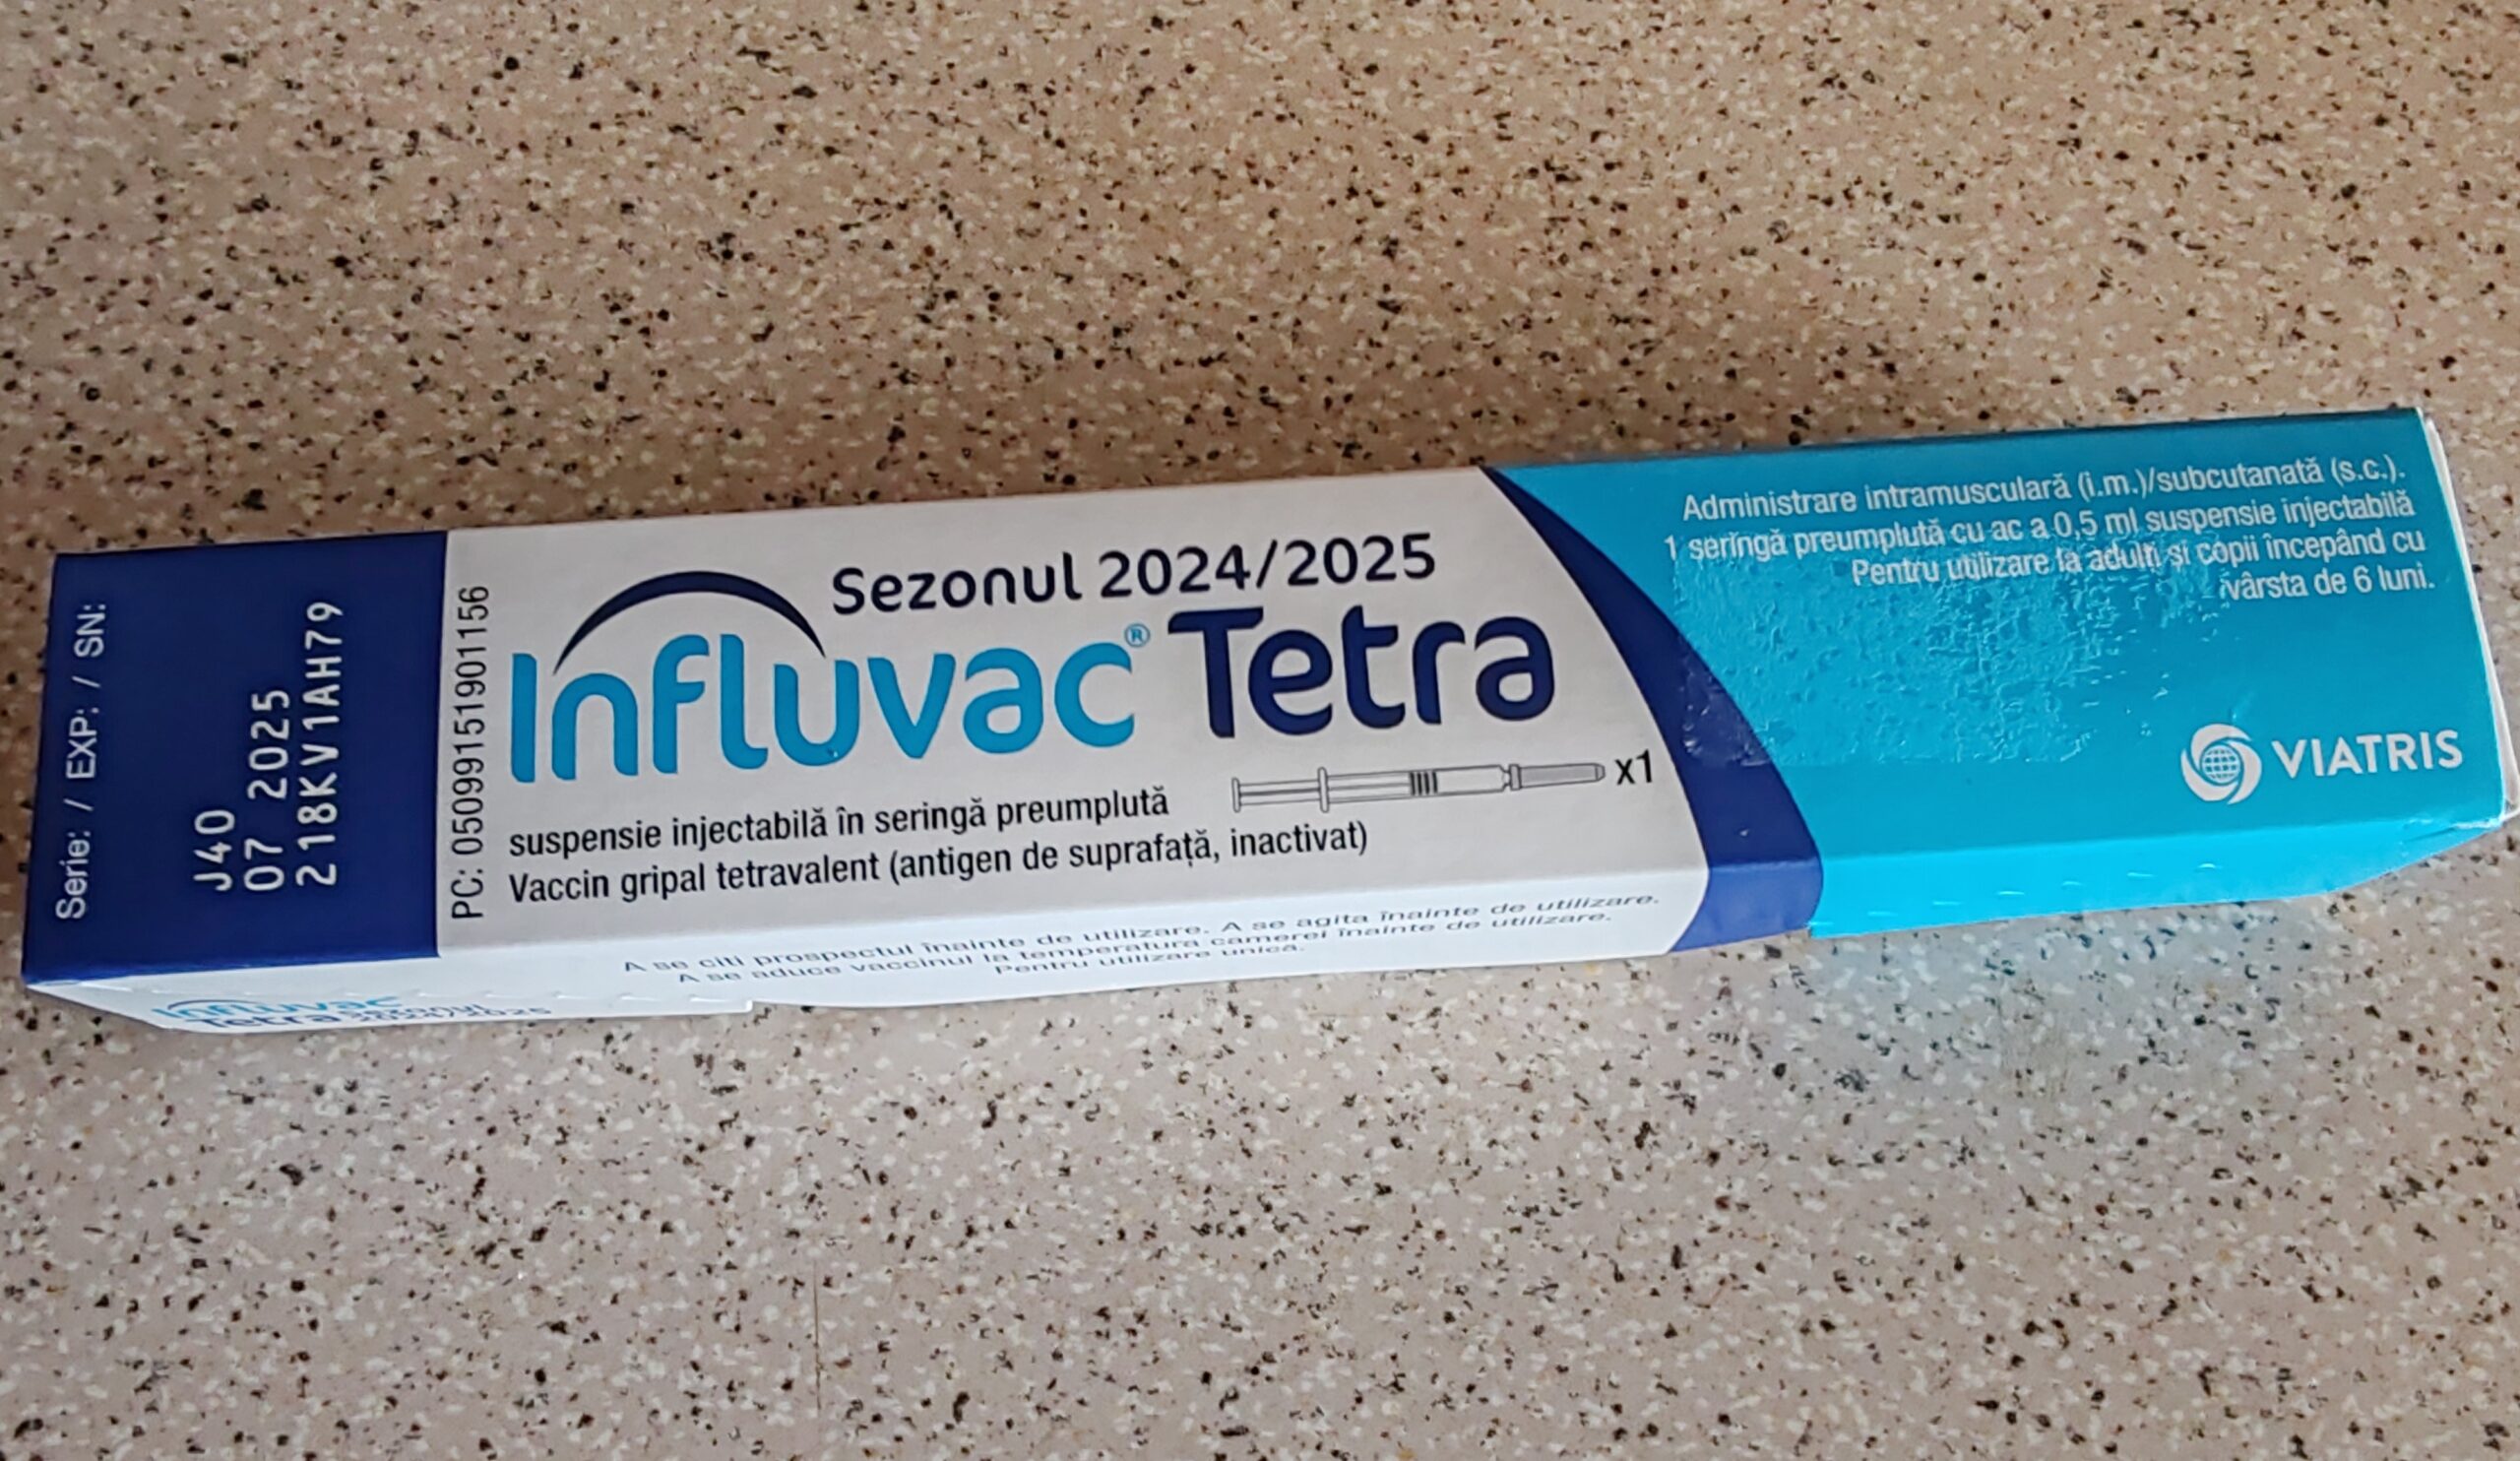 Serie: / EXP: / SN:
J40
07 2025
218KV1AH79
PC: 05099151901156
Sezonul 2024/2025
Influvac® Tetra
x1
suspensie injectabilă în seringă preumplută
Vaccin gripal tetravalent (antigen de suprafață, inactivat)
Administrare intramusculară (i.m.)/subcutanată (s.c.).
1 seringă preumplută cu ac a 0,5 ml suspensie injectabilă
Pentru utilizare la adulți și copii începând cu
vârsta de 6 luni.
VIATRIS
A se citi prospectul înainte de utilizare. A se agita înainte de utilizare.
A se aduce vaccinul la temperatura camerei înainte de utilizare.
Pentru utilizare unică.
Influvac
Tetra Sezonul
2024/2025